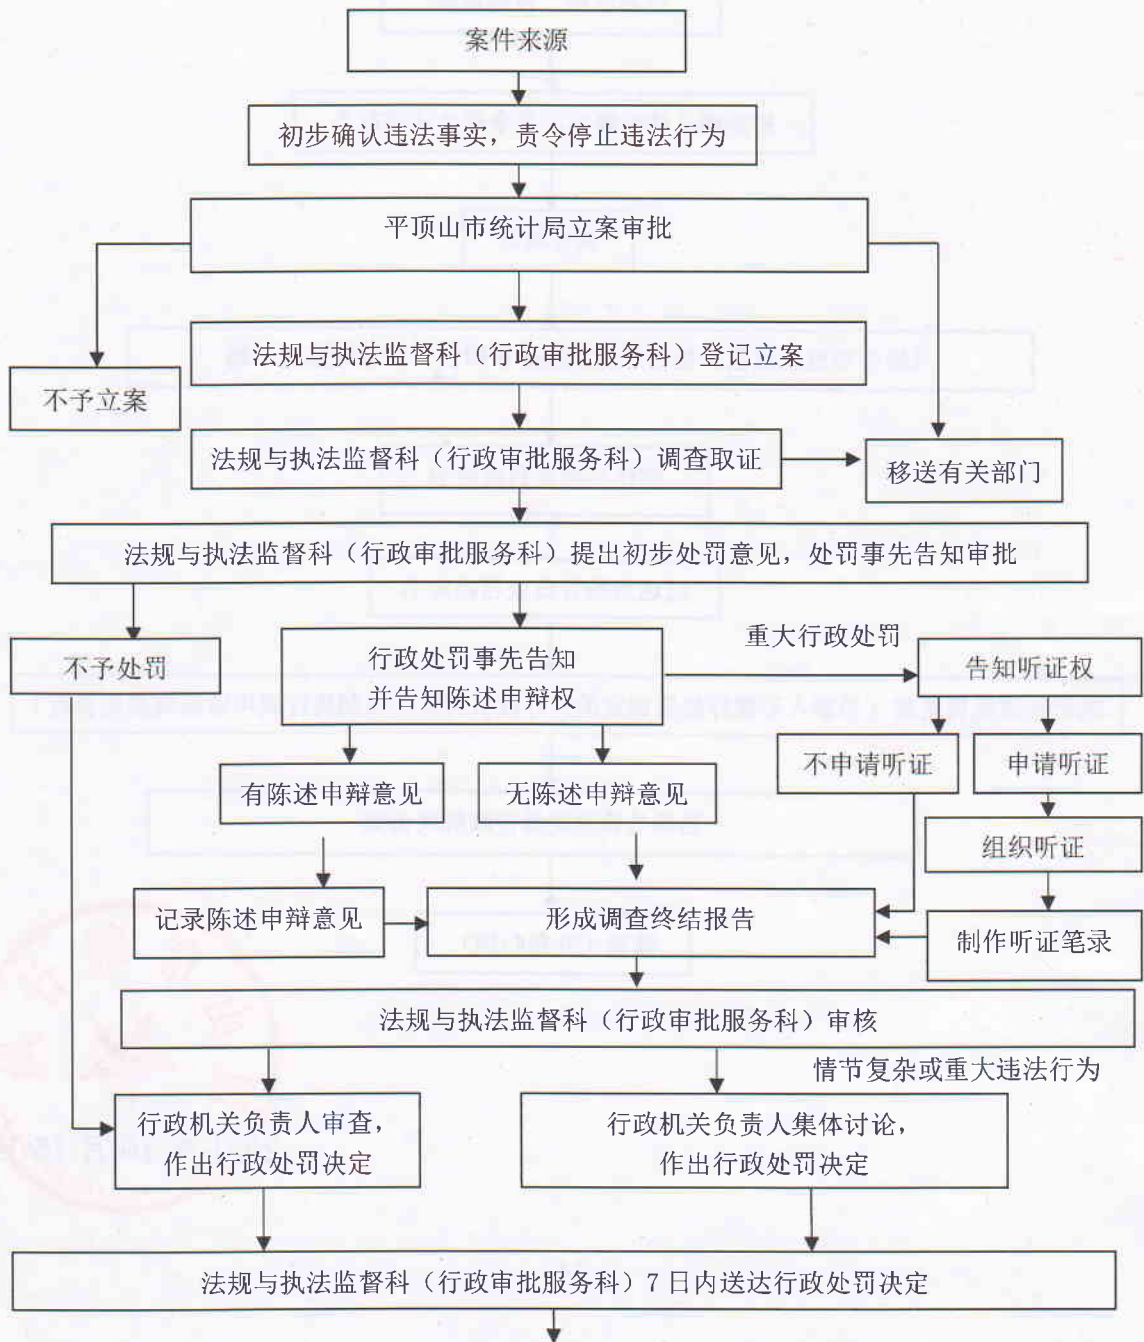 案件来源
初步确认违法事实，责令停止违法行为
平顶山市统计局立案审批
法规与执法监督科（行政审批服务科）登记立案
不予立案
法规与执法监督科（行政审批服务科）调查取证
移送有关部门
法规与执法监督科（行政审批服务科）提出初步处罚意见，处罚事先告知审批
不予处罚
行政处罚事先告知
并告知陈述申辩权
重大行政处罚
告知听证权
不申请听证
申请听证
有陈述申辩意见
无陈述申辩意见
组织听证
记录陈述申辩意见
形成调查终结报告
制作听证笔录
法规与执法监督科（行政审批服务科）审核
情节复杂或重大违法行为
行政机关负责人审查，
作出行政处罚决定
行政机关负责人集体讨论，
作出行政处罚决定
法规与执法监督科（行政审批服务科）7 日内送达行政处罚决定